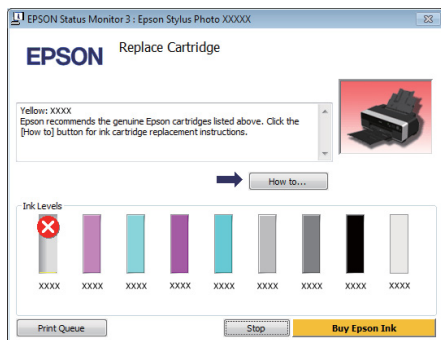 EPSON Status Monitor 3 : Epson Stylus Photo XXXXX
EPSON
Replace Cartridge
Yellow: XXXX
Epson recommends the genuine Epson cartridges listed above. Click the
[How to] button for ink cartridge replacement instructions.
How to...
Ink Levels
XXXX XXXX XXXX XXXX XXXX XXXX XXXX XXXX XXXX
Print Queue
Stop
Buy Epson Ink